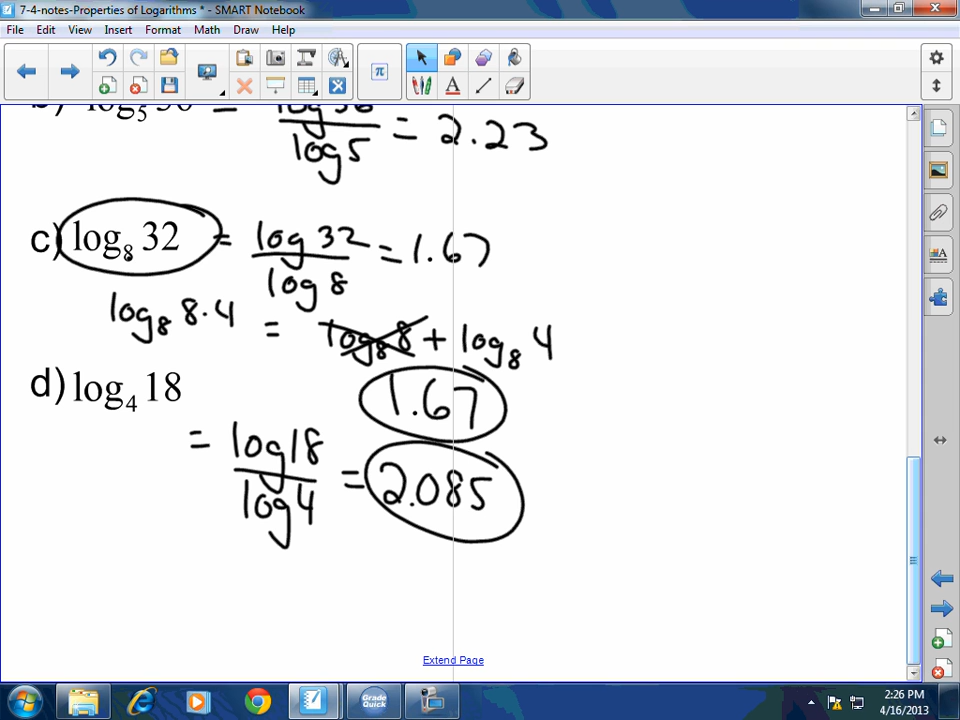 7-4-notes-Properties of Logarithms * - SMART Notebook
File Edit View Insert Format Math Draw Help
π
A
= log 5 = 2.23
c) log₈ 32 = log 32 / log 8 = 1.67
log₈ 8·4 = log₈ 8 + log₈ 4
1.67
d) log₄ 18
= log 18 / log 4 = 2.085
Extend Page
Grade Quick
2:26 PM
4/16/2013